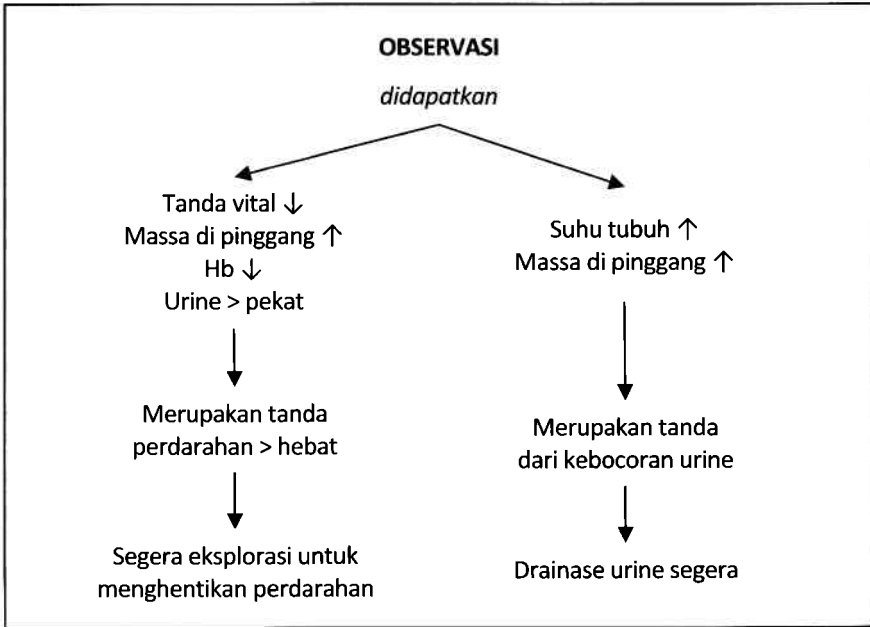 OBSERVASI
didapatkan
Tanda vital ↓
Massa di pinggang ↑
Hb ↓
Urine > pekat
Merupakan tanda
perdarahan > hebat
Segera eksplorasi untuk
menghentikan perdarahan
Suhu tubuh ↑
Massa di pinggang ↑
Merupakan tanda
dari kebocoran urine
Drainase urine segera